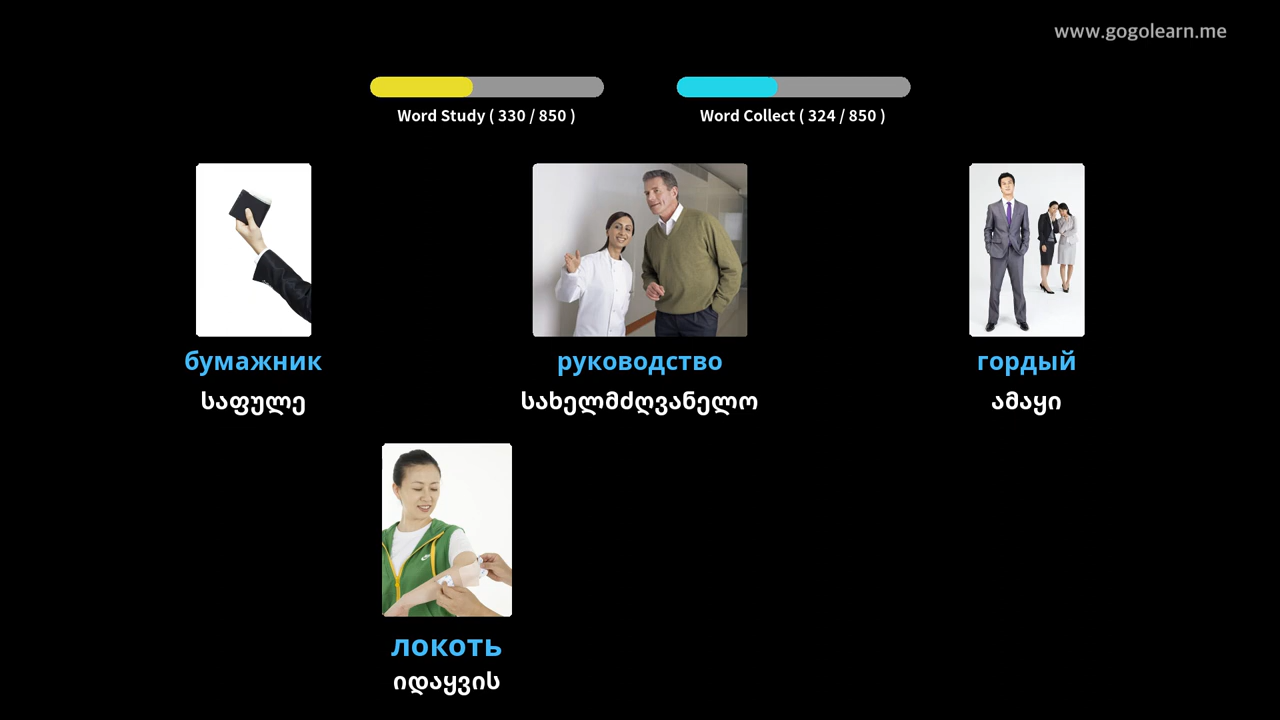 www.gogolearn.me
Word Study ( 330 / 850 )
Word Collect ( 324 / 850 )
бумажник
საფულე
руководство
სახელმძღვანელო
гордый
ამაყი
локоть
იდაყვის